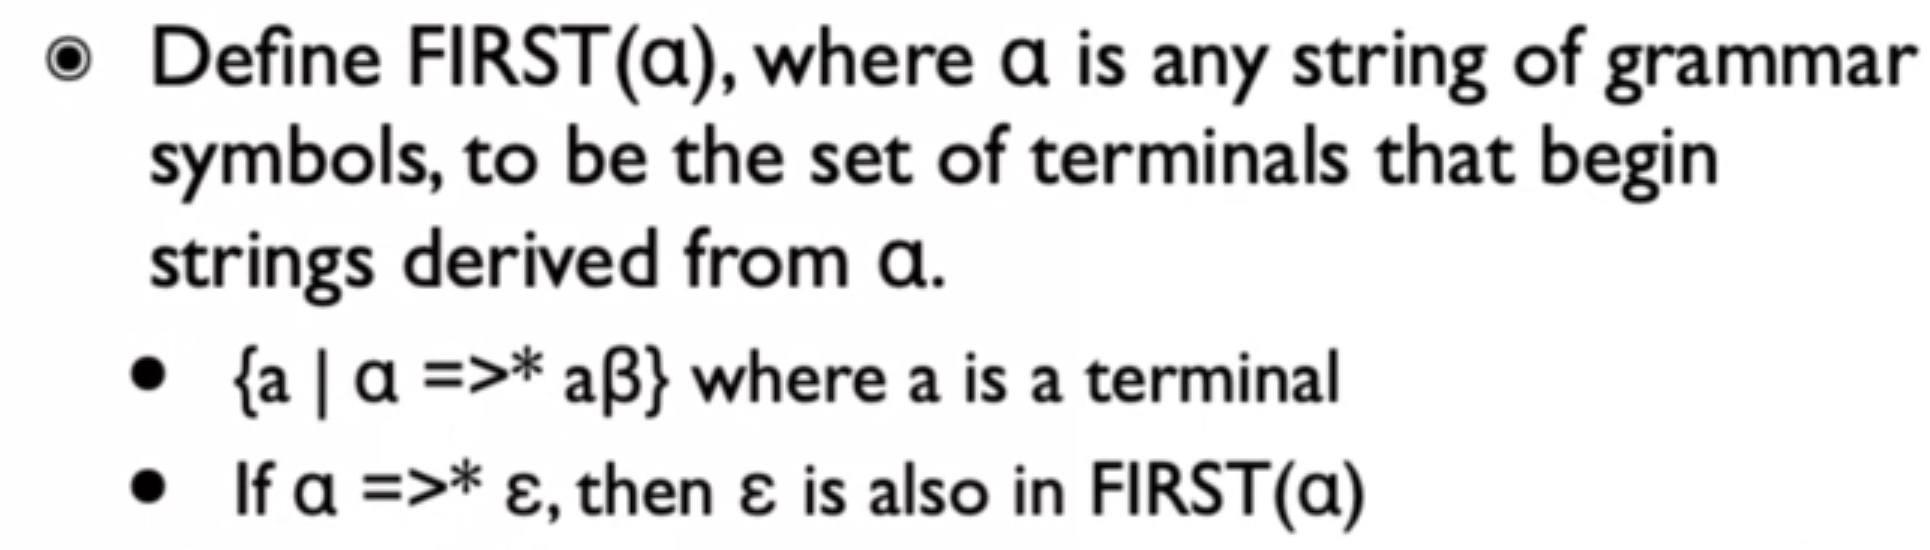 Define FIRST(α), where α is any string of grammar
symbols, to be the set of terminals that begin
strings derived from α.
{a | α =>* aβ} where a is a terminal
If α =>* ε, then ε is also in FIRST(α)